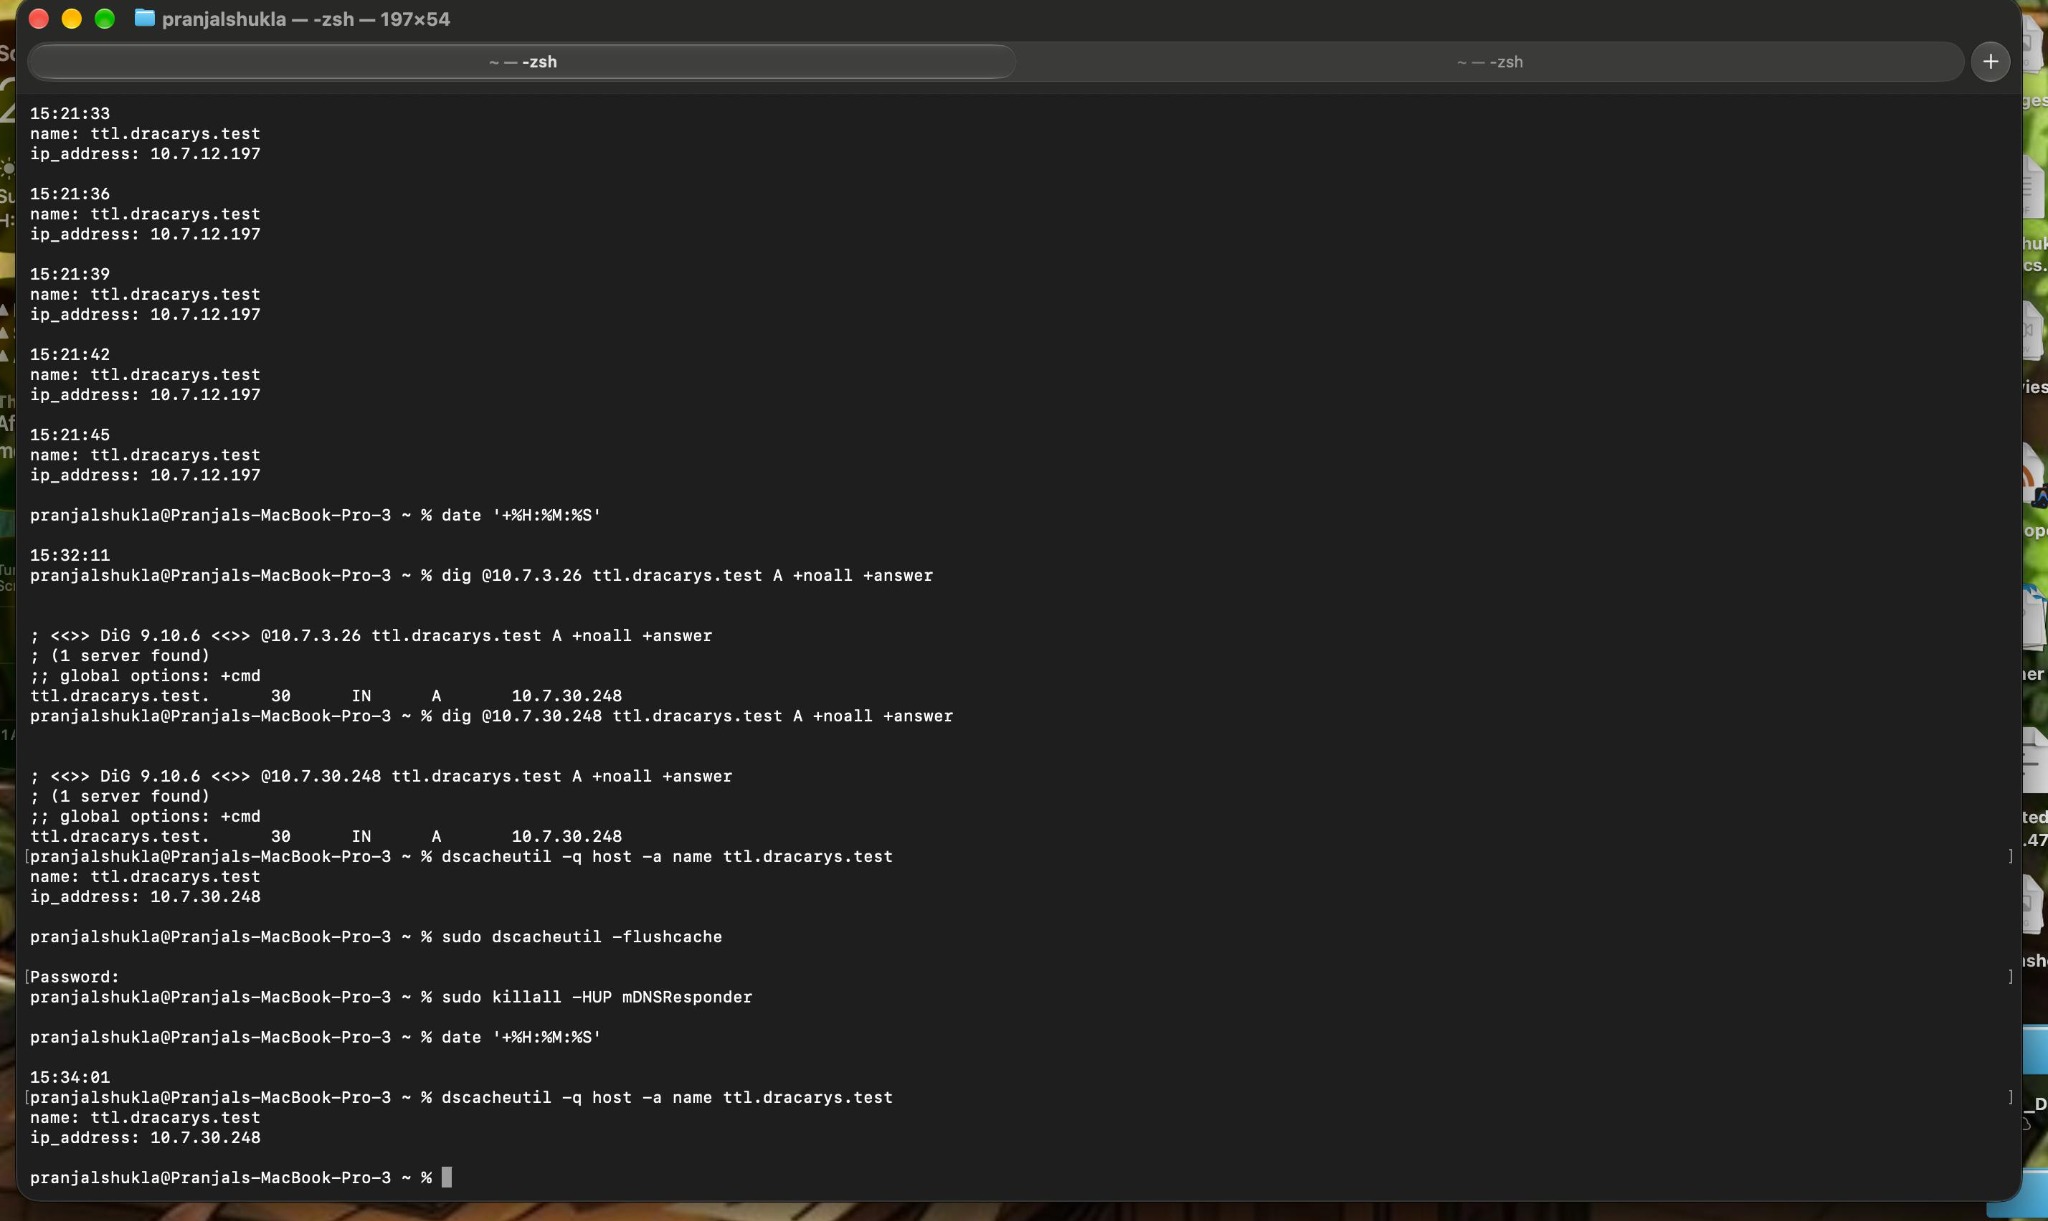 pranjalshukla — -zsh — 197×54
~ — -zsh
~ — -zsh
15:21:33
name: ttl.dracarys.test
ip_address: 10.7.12.197
15:21:36
name: ttl.dracarys.test
ip_address: 10.7.12.197
15:21:39
name: ttl.dracarys.test
ip_address: 10.7.12.197
15:21:42
name: ttl.dracarys.test
ip_address: 10.7.12.197
15:21:45
name: ttl.dracarys.test
ip_address: 10.7.12.197
pranjalshukla@Pranjals-MacBook-Pro-3 ~ % date '+%H:%M:%S'
15:32:11
pranjalshukla@Pranjals-MacBook-Pro-3 ~ % dig @10.7.3.26 ttl.dracarys.test A +noall +answer
; <<>> DiG 9.10.6 <<>> @10.7.3.26 ttl.dracarys.test A +noall +answer
; (1 server found)
;; global options: +cmd
ttl.dracarys.test.      30      IN      A       10.7.30.248
pranjalshukla@Pranjals-MacBook-Pro-3 ~ % dig @10.7.30.248 ttl.dracarys.test A +noall +answer
; <<>> DiG 9.10.6 <<>> @10.7.30.248 ttl.dracarys.test A +noall +answer
; (1 server found)
;; global options: +cmd
ttl.dracarys.test.      30      IN      A       10.7.30.248
[pranjalshukla@Pranjals-MacBook-Pro-3 ~ % dscacheutil -q host -a name ttl.dracarys.test ]
name: ttl.dracarys.test
ip_address: 10.7.30.248
pranjalshukla@Pranjals-MacBook-Pro-3 ~ % sudo dscacheutil -flushcache
[Password: ]
pranjalshukla@Pranjals-MacBook-Pro-3 ~ % sudo killall -HUP mDNSResponder
pranjalshukla@Pranjals-MacBook-Pro-3 ~ % date '+%H:%M:%S'
15:34:01
[pranjalshukla@Pranjals-MacBook-Pro-3 ~ % dscacheutil -q host -a name ttl.dracarys.test ]
name: ttl.dracarys.test
ip_address: 10.7.30.248
pranjalshukla@Pranjals-MacBook-Pro-3 ~ %